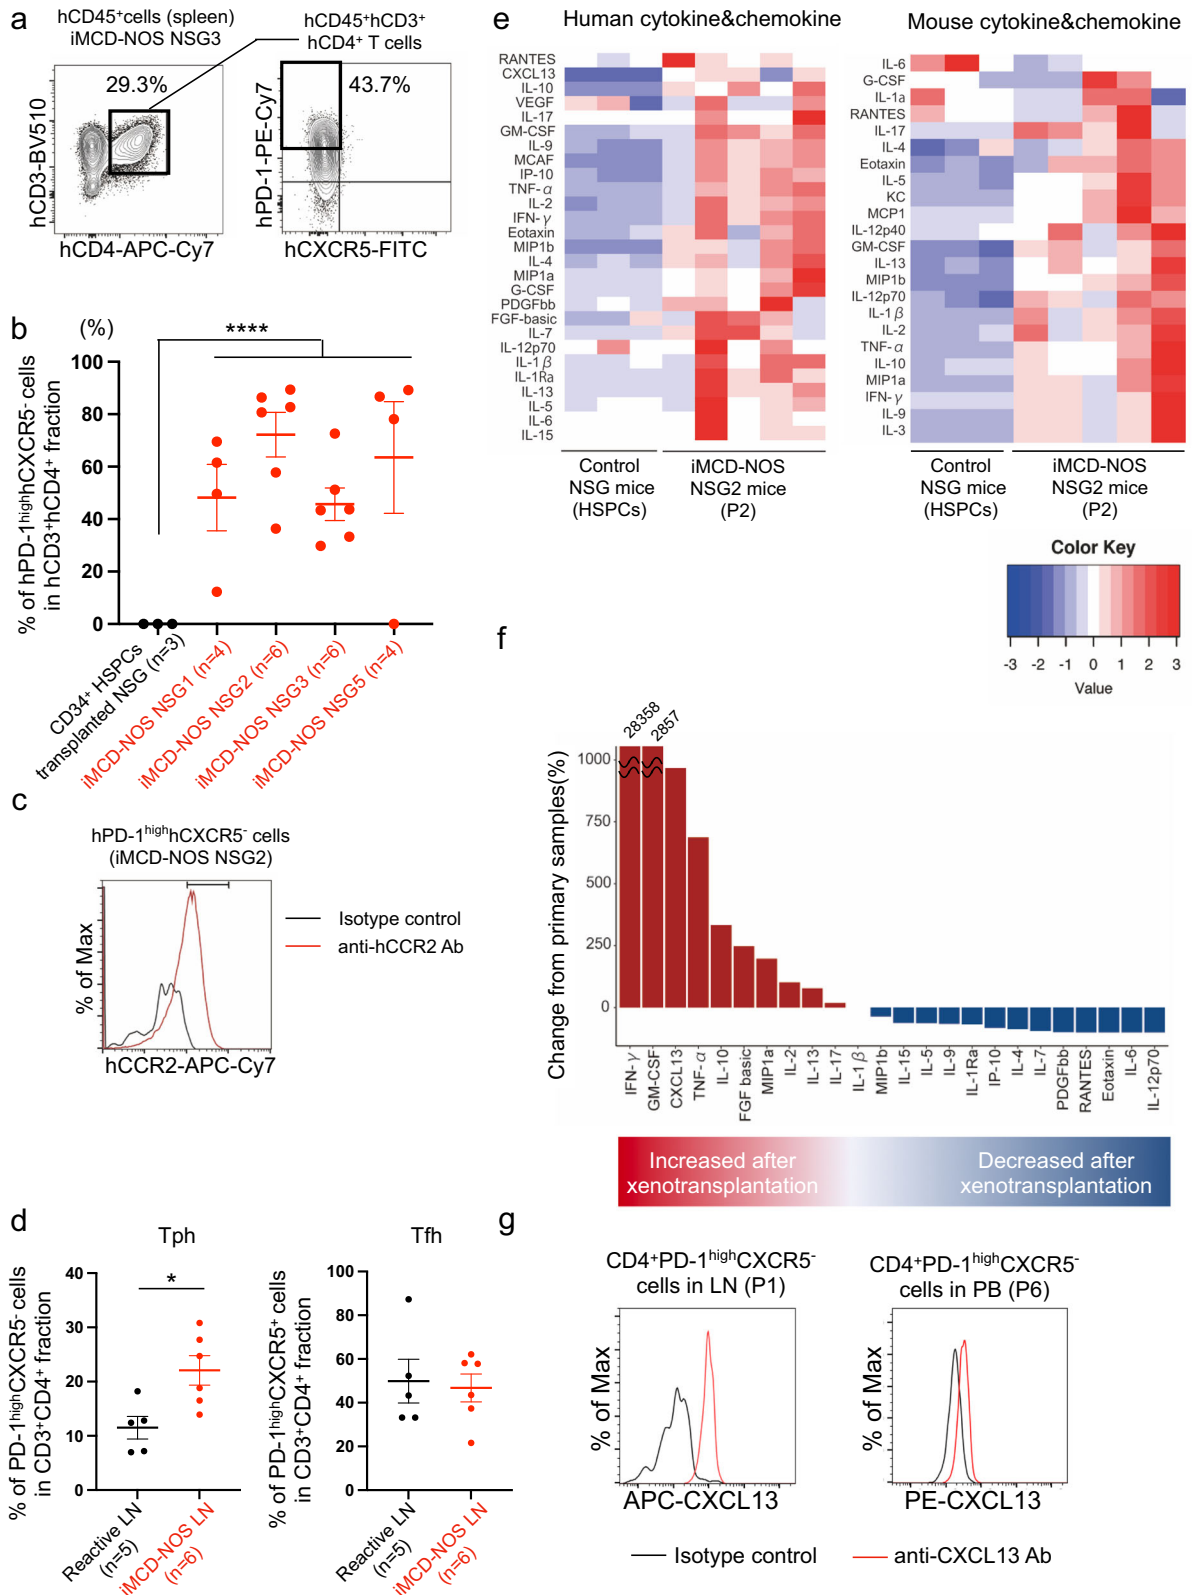 a
hCD45⁺cells (spleen)
iMCD-NOS NSG3
hCD45⁺hCD3⁺
hCD4⁺ T cells
29.3%
43.7%
hCD3-BV510
hCD4-APC-Cy7
hPD-1-PE-Cy7
hCXCR5-FITC
b
(%)
****
% of hPD-1ʰⁱᵍʰhCXCR5⁻ cells
in hCD3⁺hCD4⁺ fraction
100
80
60
40
20
0
CD34⁺ HSPCs
transplanted NSG (n=3)
iMCD-NOS NSG1 (n=4)
iMCD-NOS NSG2 (n=6)
iMCD-NOS NSG3 (n=6)
iMCD-NOS NSG5 (n=4)
c
hPD-1ʰⁱᵍʰhCXCR5⁻ cells
(iMCD-NOS NSG2)
% of Max
hCCR2-APC-Cy7
Isotype control
anti-hCCR2 Ab
d
Tph
*
% of PD-1ʰⁱᵍʰCXCR5⁻ cells
in CD3⁺CD4⁺ fraction
40
30
20
10
0
Reactive LN
(n=5)
iMCD-NOS LN
(n=6)
Tfh
% of PD-1ʰⁱᵍʰCXCR5⁺ cells
in CD3⁺CD4⁺ fraction
100
80
60
40
20
0
Reactive LN
(n=5)
iMCD-NOS LN
(n=6)
e
Human cytokine&chemokine
RANTES
CXCL13
IL-10
VEGF
IL-17
GM-CSF
IL-9
MCAF
IP-10
TNF-α
IL-2
IFN-γ
Eotaxin
MIP1b
IL-4
MIP1a
G-CSF
PDGFbb
FGF-basic
IL-7
IL-12p70
IL-1β
IL-1Ra
IL-13
IL-5
IL-6
IL-15
Control
NSG mice
(HSPCs)
iMCD-NOS
NSG2 mice
(P2)
Mouse cytokine&chemokine
IL-6
G-CSF
IL-1a
RANTES
IL-17
IL-4
Eotaxin
IL-5
KC
MCP1
IL-12p40
GM-CSF
IL-13
MIP1b
IL-12p70
IL-1β
IL-2
TNF-α
IL-10
MIP1a
IFN-γ
IL-9
IL-3
Control
NSG mice
(HSPCs)
iMCD-NOS
NSG2 mice
(P2)
Color Key
-3 -2 -1 0 1 2 3
Value
f
Change from primary samples(%)
28358
2857
1000
750
500
250
0
IFN-γ
GM-CSF
CXCL13
TNF-α
IL-10
FGF basic
MIP1a
IL-2
IL-13
IL-17
IL-1β
MIP1b
IL-15
IL-5
IL-9
IL-1Ra
IP-10
IL-4
IL-7
PDGFbb
RANTES
Eotaxin
IL-6
IL-12p70
Increased after
xenotransplantation
Decreased after
xenotransplantation
g
CD4⁺PD-1ʰⁱᵍʰCXCR5⁻
cells in LN (P1)
% of Max
APC-CXCL13
CD4⁺PD-1ʰⁱᵍʰCXCR5⁻
cells in PB (P6)
% of Max
PE-CXCL13
Isotype control
anti-CXCL13 Ab